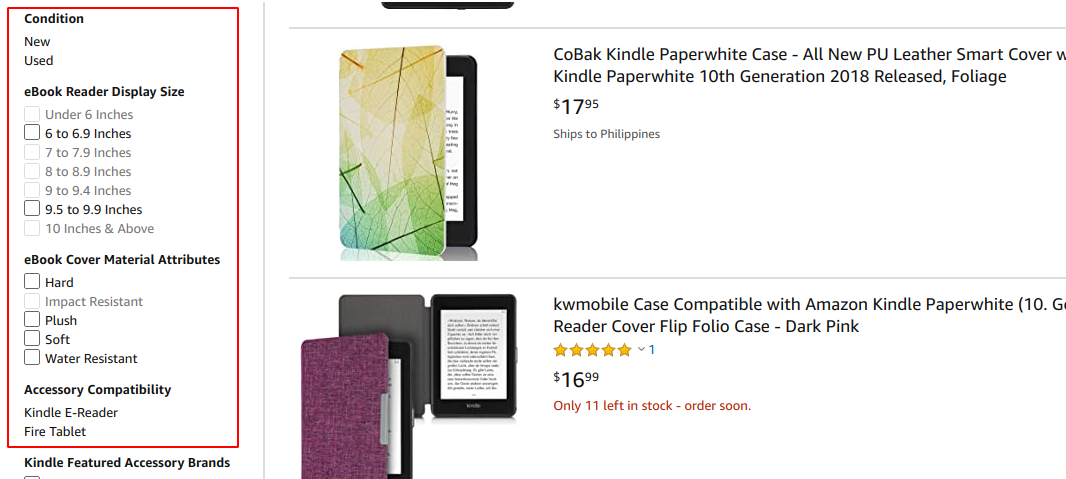 Condition
New
Used
eBook Reader Display Size
Under 6 Inches
6 to 6.9 Inches
7 to 7.9 Inches
8 to 8.9 Inches
9 to 9.4 Inches
9.5 to 9.9 Inches
10 Inches & Above
eBook Cover Material Attributes
Hard
Impact Resistant
Plush
Soft
Water Resistant
Accessory Compatibility
Kindle E-Reader
Fire Tablet
Kindle Featured Accessory Brands
CoBak Kindle Paperwhite Case - All New PU Leather Smart Cover
Kindle Paperwhite 10th Generation 2018 Released, Foliage
$17 95
Ships to Philippines
kwmobile Case Compatible with Amazon Kindle Paperwhite (10.
Reader Cover Flip Folio Case - Dark Pink
1
$16 99
Only 11 left in stock - order soon.
kindle